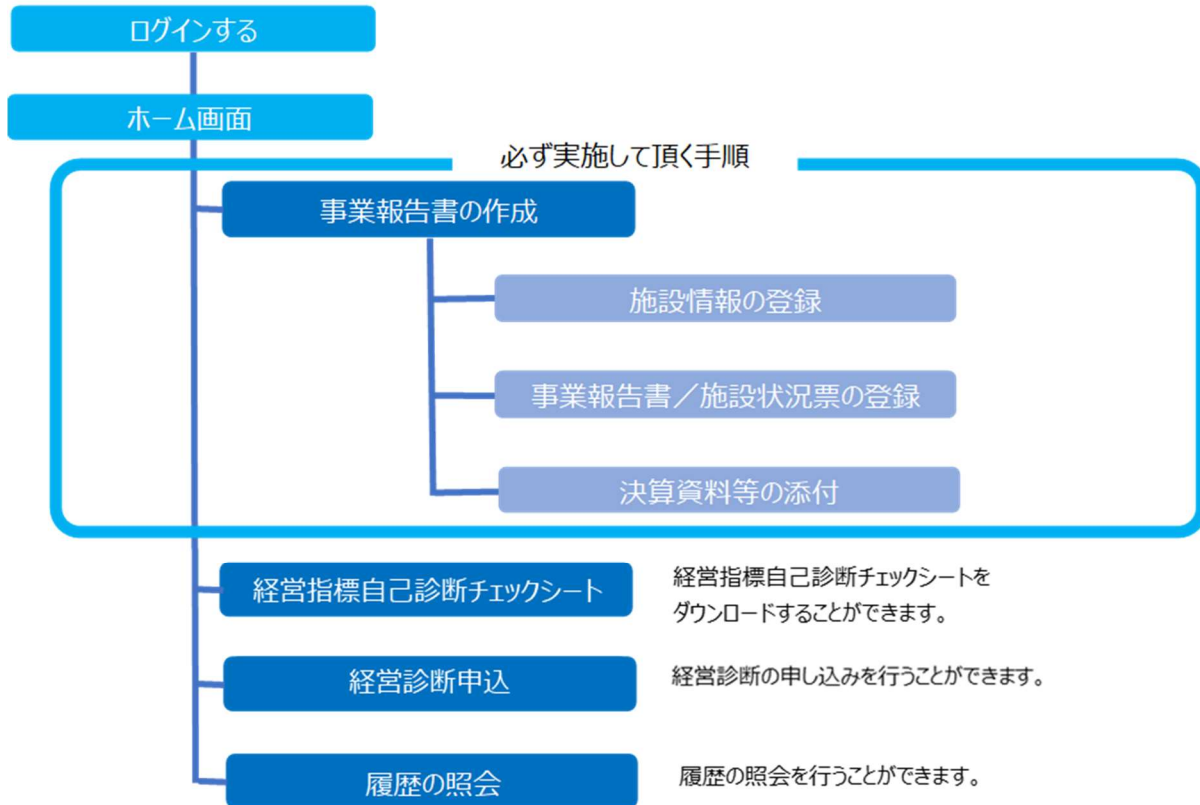 ログインする
ホーム画面
必ず実施して頂く手順
事業報告書の作成
施設情報の登録
事業報告書／施設状況票の登録
決算資料等の添付
経営指標自己診断チェックシート
経営指標自己診断チェックシートを
ダウンロードすることができます。
経営診断申込
経営診断の申し込みを行うことができます。
履歴の照会
履歴の照会を行うことができます。